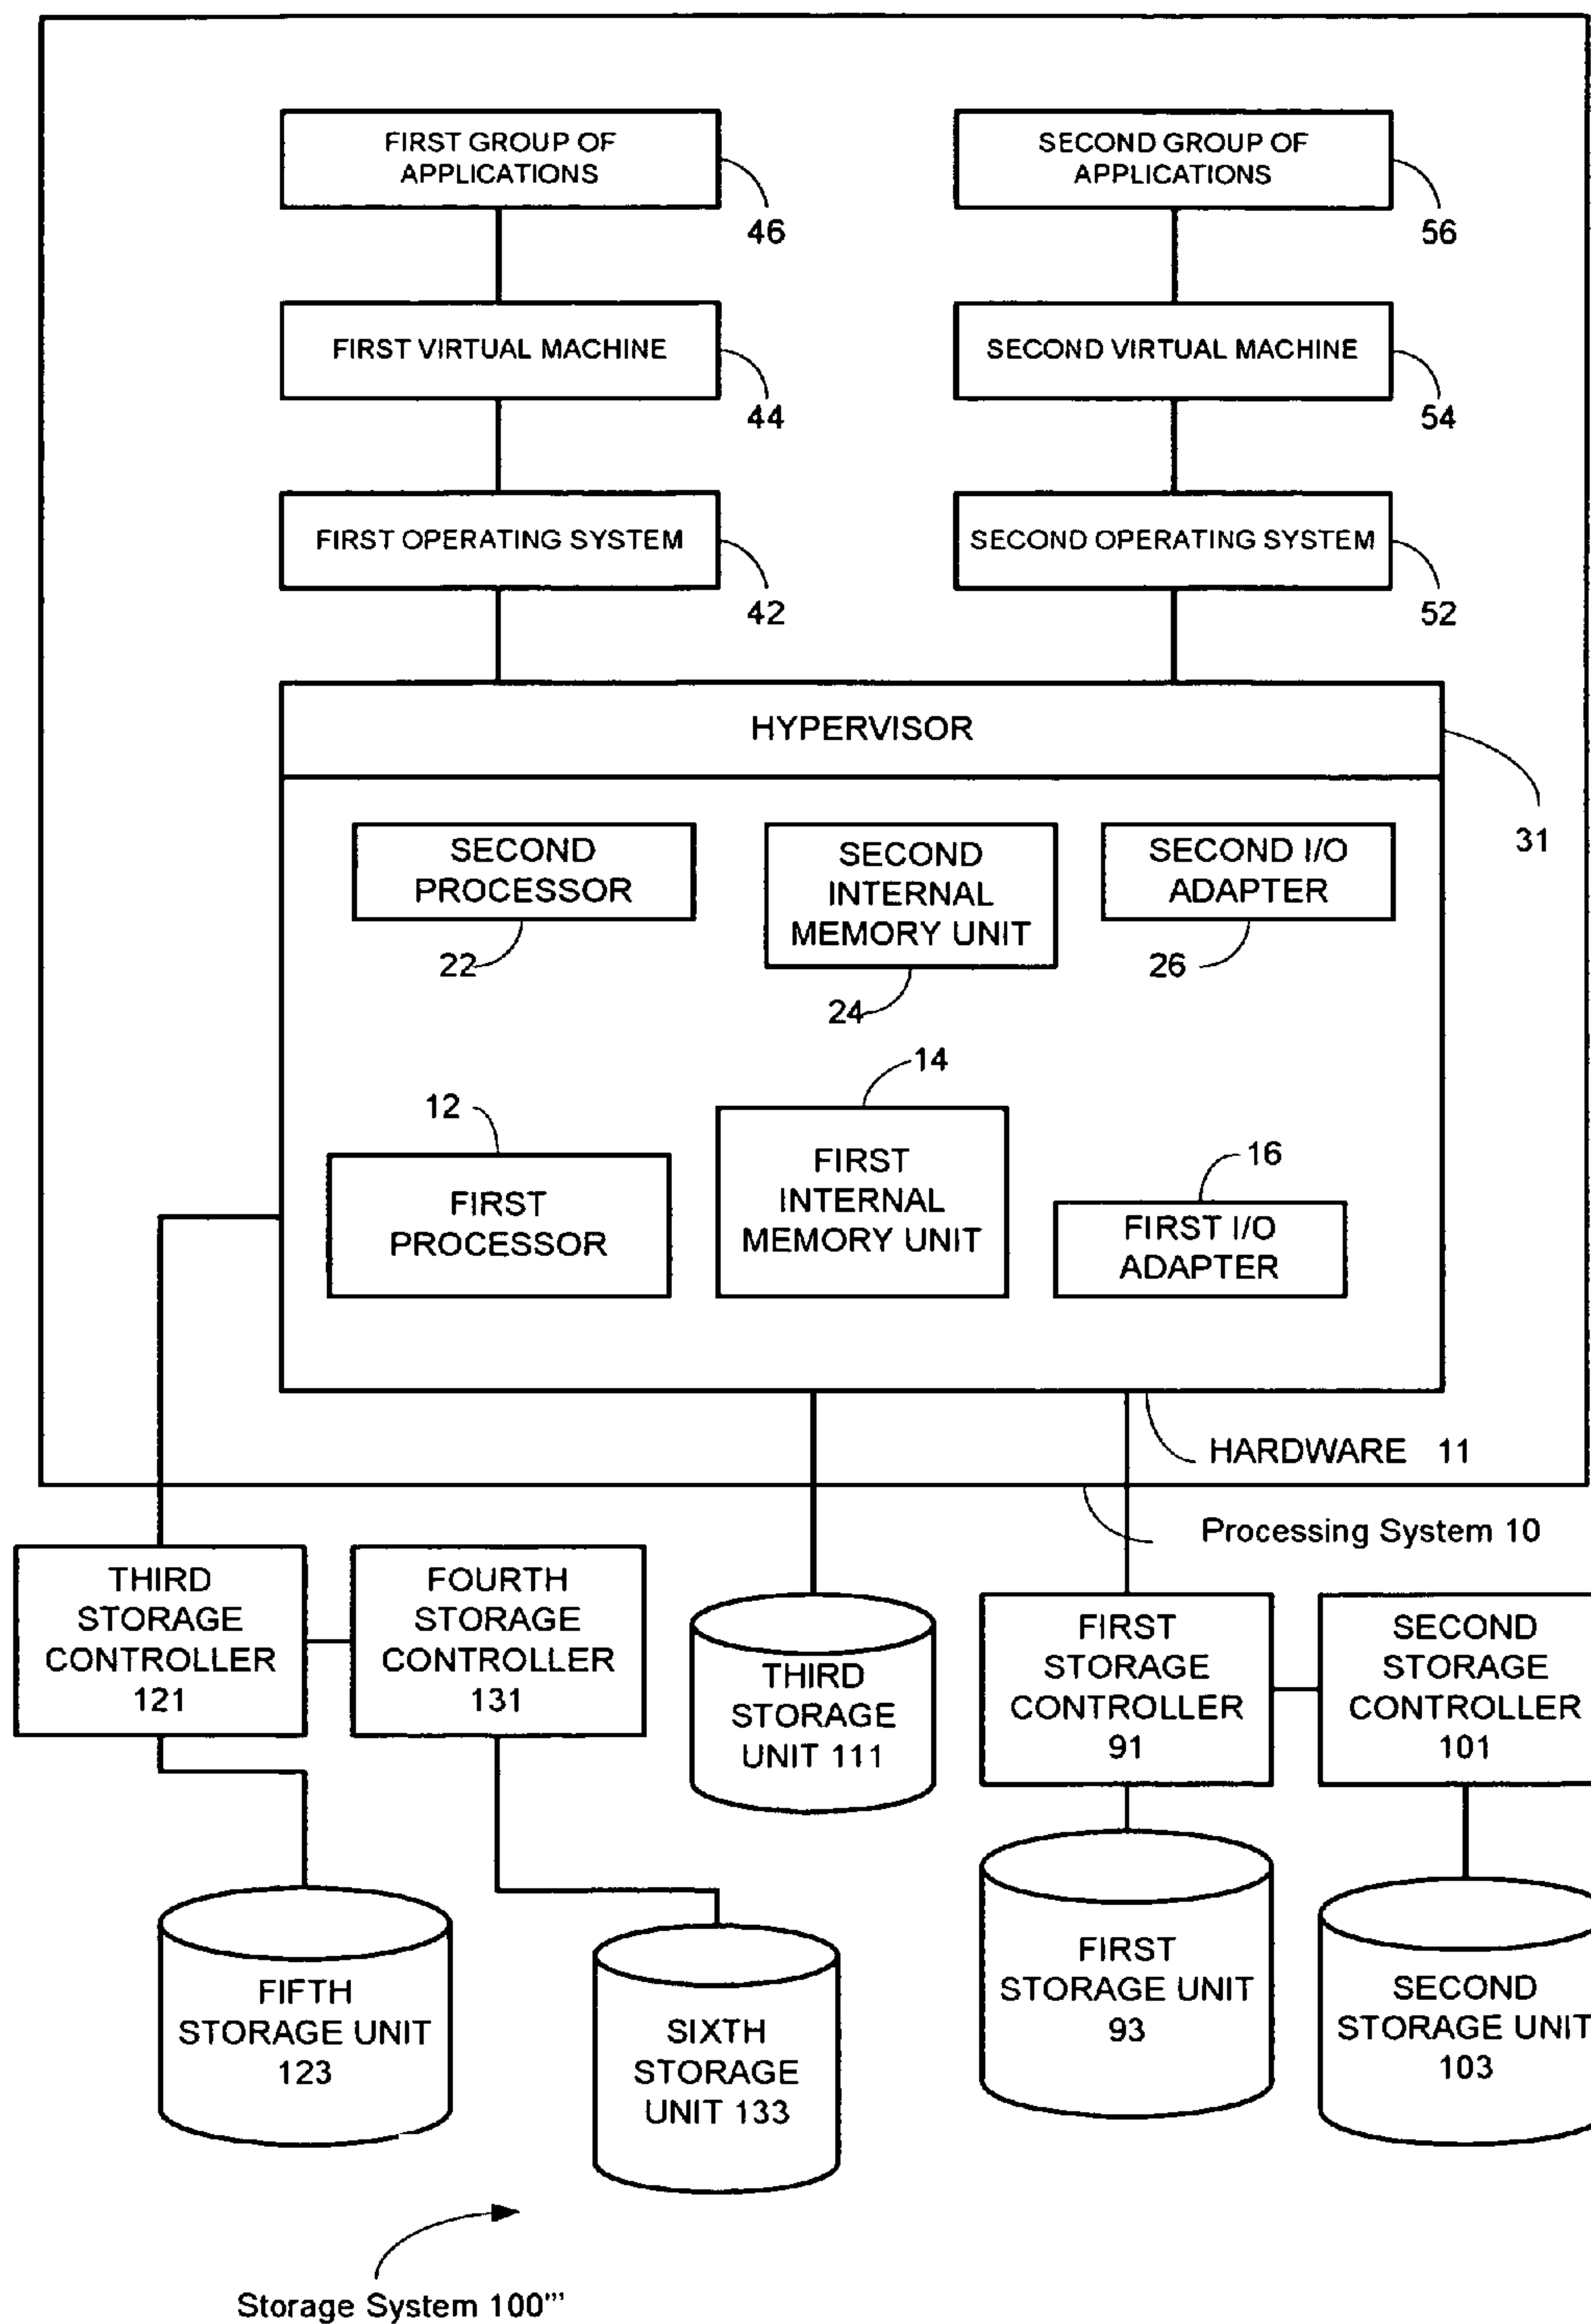 FIRST GROUP OF
APPLICATIONS
46
SECOND GROUP OF
APPLICATIONS
56
FIRST VIRTUAL MACHINE
44
SECOND VIRTUAL MACHINE
54
FIRST OPERATING SYSTEM
42
SECOND OPERATING SYSTEM
52
HYPERVISOR
31
SECOND
PROCESSOR
22
SECOND
INTERNAL
MEMORY UNIT
24
SECOND I/O
ADAPTER
26
12
FIRST
PROCESSOR
14
FIRST
INTERNAL
MEMORY UNIT
16
FIRST I/O
ADAPTER
HARDWARE 11
Processing System 10
THIRD
STORAGE
CONTROLLER
121
FOURTH
STORAGE
CONTROLLER
131
THIRD
STORAGE
UNIT 111
FIRST
STORAGE
CONTROLLER
91
SECOND
STORAGE
CONTROLLER
101
FIFTH
STORAGE UNIT
123
SIXTH
STORAGE
UNIT 133
FIRST
STORAGE UNIT
93
SECOND
STORAGE UNIT
103
Storage System 100'''